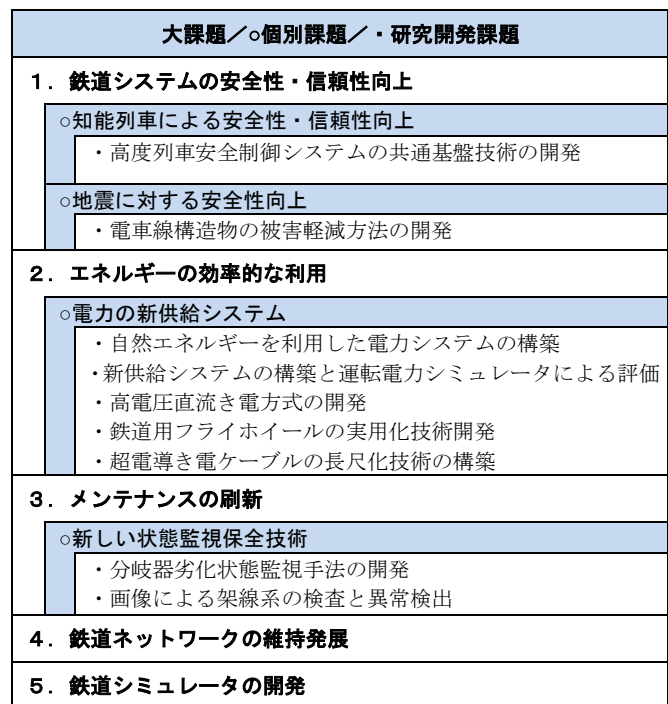 大課題／○個別課題／・研究開発課題
１．鉄道システムの安全性・信頼性向上
○知能列車による安全性・信頼性向上
・高度列車安全制御システムの共通基盤技術の開発
○地震に対する安全性向上
・電車線構造物の被害軽減方法の開発
２．エネルギーの効率的な利用
○電力の新供給システム
・自然エネルギーを利用した電力システムの構築
・新供給システムの構築と運転電力シミュレータによる評価
・高電圧直流き電方式の開発
・鉄道用フライホイールの実用化技術開発
・超電導き電ケーブルの長尺化技術の構築
３．メンテナンスの刷新
○新しい状態監視保全技術
・分岐器劣化状態監視手法の開発
・画像による架線系の検査と異常検出
４．鉄道ネットワークの維持発展
５．鉄道シミュレータの開発